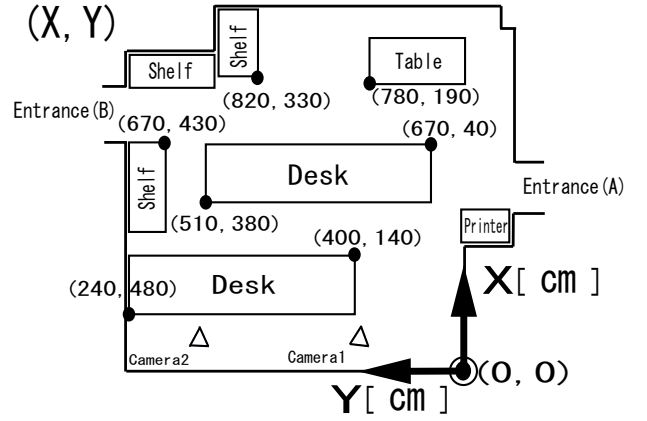 (X, Y)
Shelf
Shelf
Table
Entrance(B)
(820, 330)
(780, 190)
(670, 430)
(670, 40)
Shelf
Desk
Entrance(A)
(510, 380)
Printer
(400, 140)
(240, 480)
Desk
X[ cm ]
Camera2
Camera1
(0, 0)
Y[ cm ]